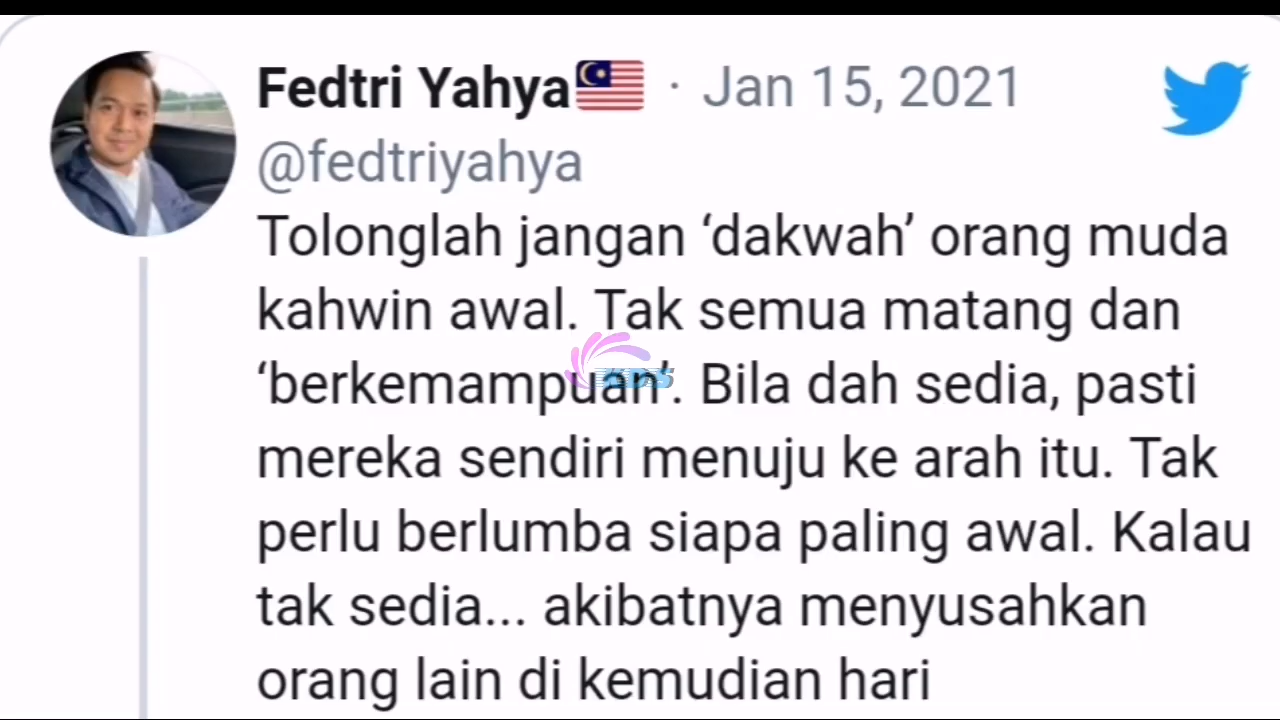 Fedtri Yahya🇲🇾 · Jan 15, 2021
@fedtriyahya
Tolonglah jangan ‘dakwah’ orang muda
kahwin awal. Tak semua matang dan
‘berkemampuan’. Bila dah sedia, pasti
mereka sendiri menuju ke arah itu. Tak
perlu berlumba siapa paling awal. Kalau
tak sedia... akibatnya menyusahkan
orang lain di kemudian hari
KDS